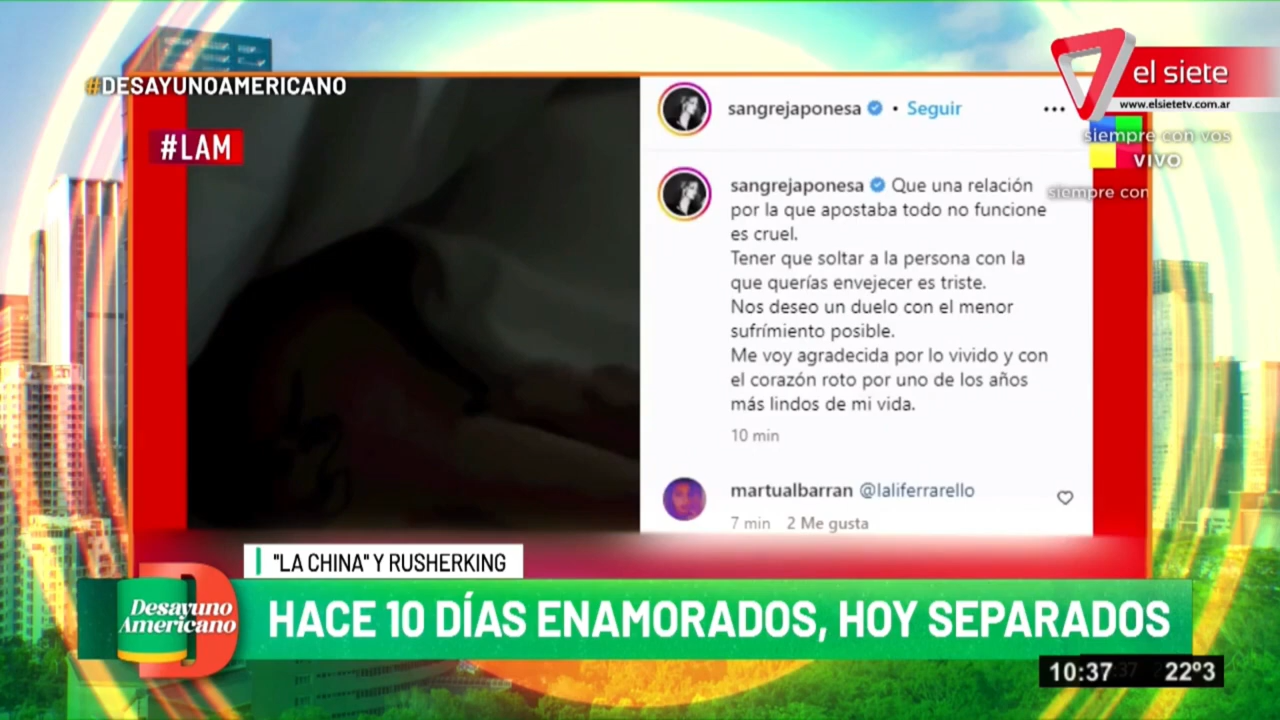 #DESAYUNOAMERICANO
#LAM
el siete
www.elsietetv.com.ar
siempre con vos
VIVO
siempre con
sangrejaponesa • Seguir
sangrejaponesa Que una relación
por la que apostaba todo no funcione
es cruel.
Tener que soltar a la persona con la
que querías envejecer es triste.
Nos deseo un duelo con el menor
sufrímiento posible.
Me voy agradecida por lo vivido y con
el corazón roto por uno de los años
más lindos de mi vida.
10 min
martualbarran @laliferrarello
7 min 2 Me gusta
"LA CHINA" Y RUSHERKING
Desayuno
Americano
HACE 10 DÍAS ENAMORADOS, HOY SEPARADOS
10:37 22º3